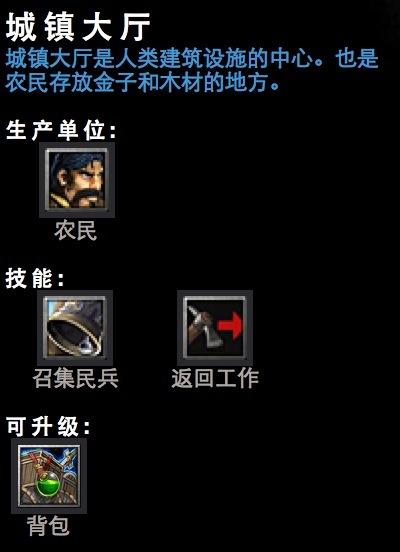 城镇大厅
城镇大厅是人类建筑设施的中心。也是
农民存放金子和木材的地方。
生产单位:
农民
技能:
召集民兵 返回工作
可升级:
背包